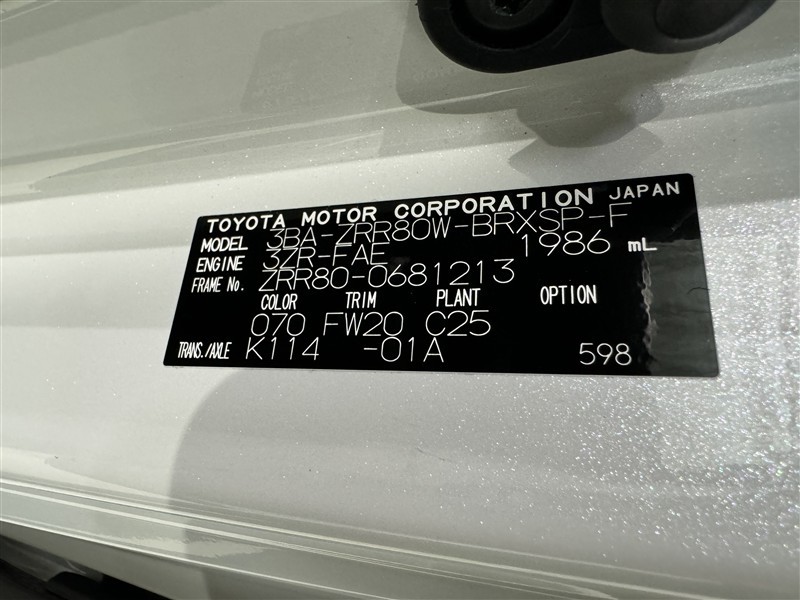 TOYOTA MOTOR CORPORATION JAPAN
MODEL 3BA-ZRR80W-BRXSP-F
ENGINE 3ZR-FAE 1986 mL
FRAME No. ZRR80-0681213
COLOR TRIM PLANT OPTION
070 FW20 C25
TRANS./AXLE K114 -01A 598